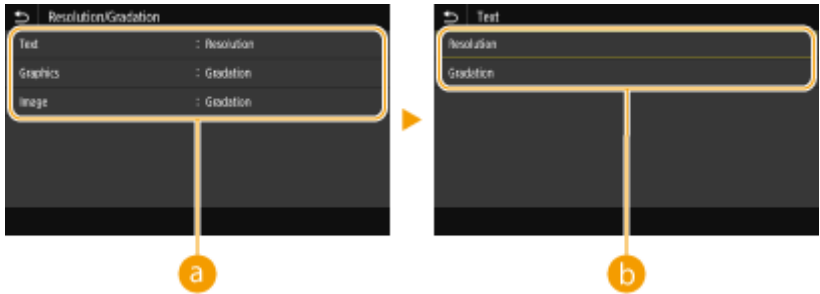 Resolution/Gradation
Text : Resolution
Graphics : Gradation
Image : Gradation
a
Text
Resolution
Gradation
b